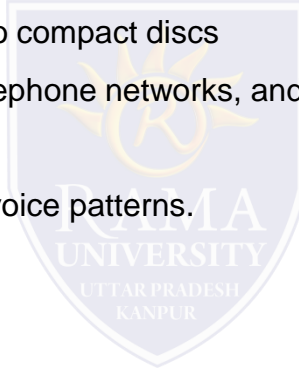 o compact discs
ephone networks, and
voice patterns.
RAMA
UNIVERSITY
UTTAR PRADESH
KANPUR